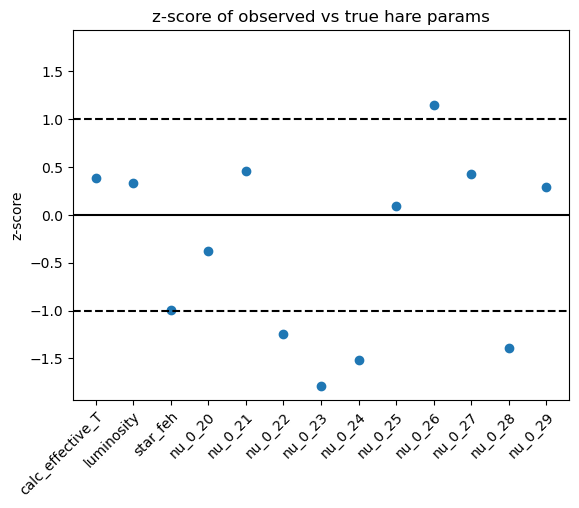 z-score of observed vs true hare params
z-score
1.5
1.0
0.5
0.0
−0.5
−1.0
−1.5
calc_effective_T
luminosity
star_feh
nu_0_20
nu_0_21
nu_0_22
nu_0_23
nu_0_24
nu_0_25
nu_0_26
nu_0_27
nu_0_28
nu_0_29